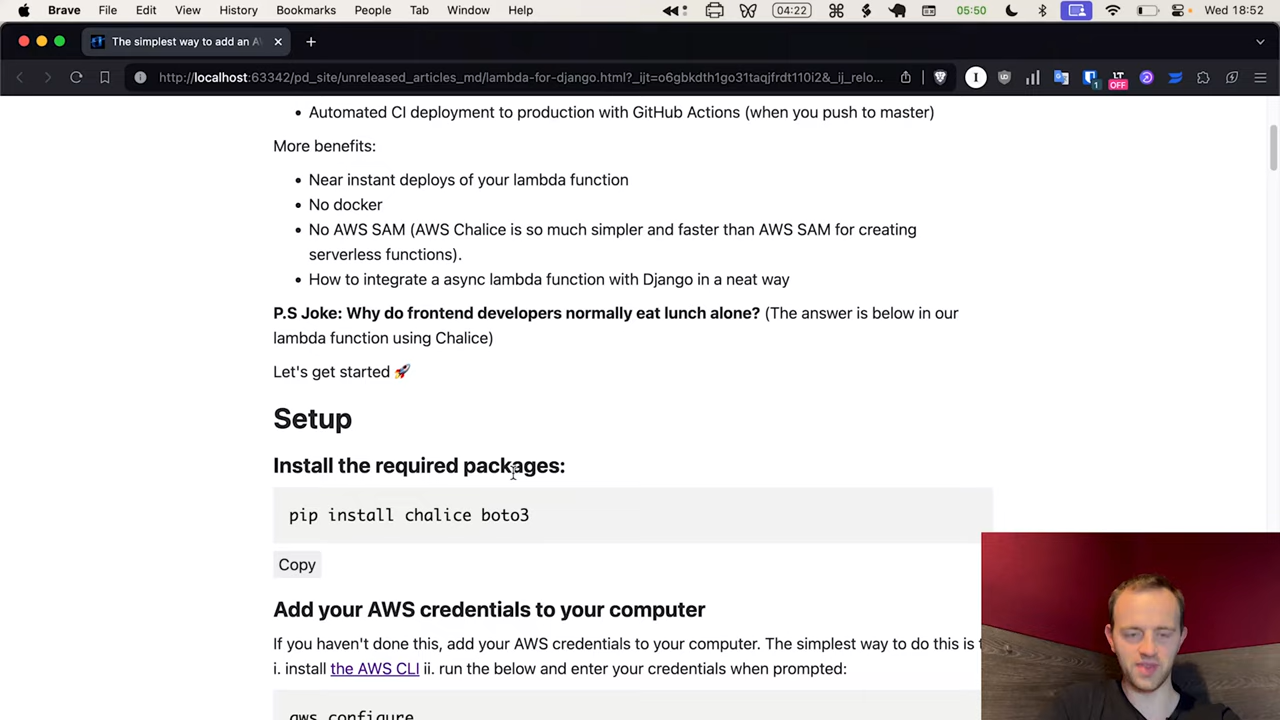 Brave File Edit View History Bookmarks People Tab Window Help 04:22 05:50 Wed 18:52
The simplest way to add an A
http://localhost:63342/pd_site/unreleased_articles_md/lambda-for-django.html?_ijt=o6gbkdth1go31taqjfrdt110i2&_ij_relo...
LT
OFF
1
• Automated CI deployment to production with GitHub Actions (when you push to master)
More benefits:
• Near instant deploys of your lambda function
• No docker
• No AWS SAM (AWS Chalice is so much simpler and faster than AWS SAM for creating
serverless functions).
• How to integrate a async lambda function with Django in a neat way
P.S Joke: Why do frontend developers normally eat lunch alone? (The answer is below in our
lambda function using Chalice)
Let's get started 🚀
Setup
Install the required packages:
pip install chalice boto3
Copy
Add your AWS credentials to your computer
If you haven't done this, add your AWS credentials to your computer. The simplest way to do this is
i. install the AWS CLI ii. run the below and enter your credentials when prompted:
aws configure